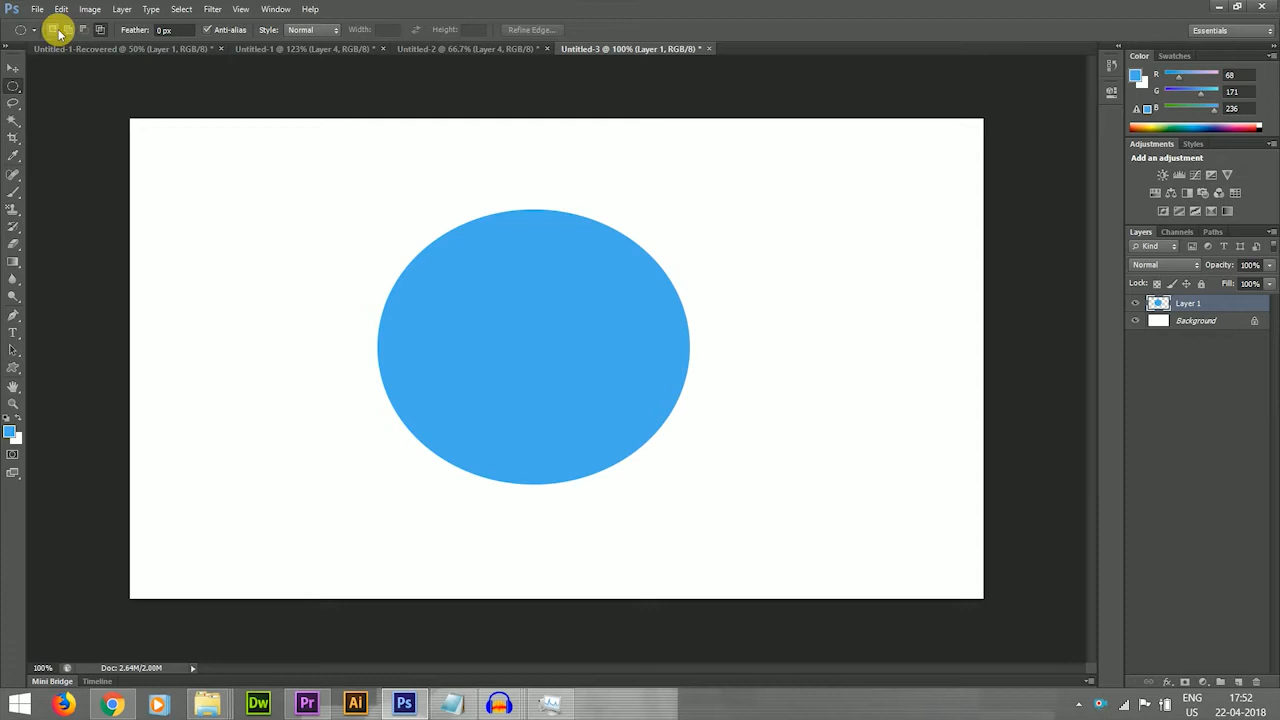 Ps File Edit Image Layer Type Select Filter View Window Help
Feather: 0 px Anti-alias Style: Normal Width: Height: Refine Edge... Essentials
Untitled-1-Recovered @ 50% (Layer 1, RGB/8) * × Untitled-1 @ 123% (Layer 4, RGB/8) * × Untitled-2 @ 66.7% (Layer 4, RGB/8) * × Untitled-3 @ 100% (Layer 1, RGB/8) * ×
Color Swatches
R 68
G 171
B 236
Adjustments Styles
Add an adjustment
Layers Channels Paths
Kind
Normal Opacity: 100%
Lock: Fill: 100%
Layer 1
Background
100% Doc: 2.64M/2.00M
Mini Bridge Timeline
Dw Pr Ai Ps
ENG 17:52
US 22-04-2018